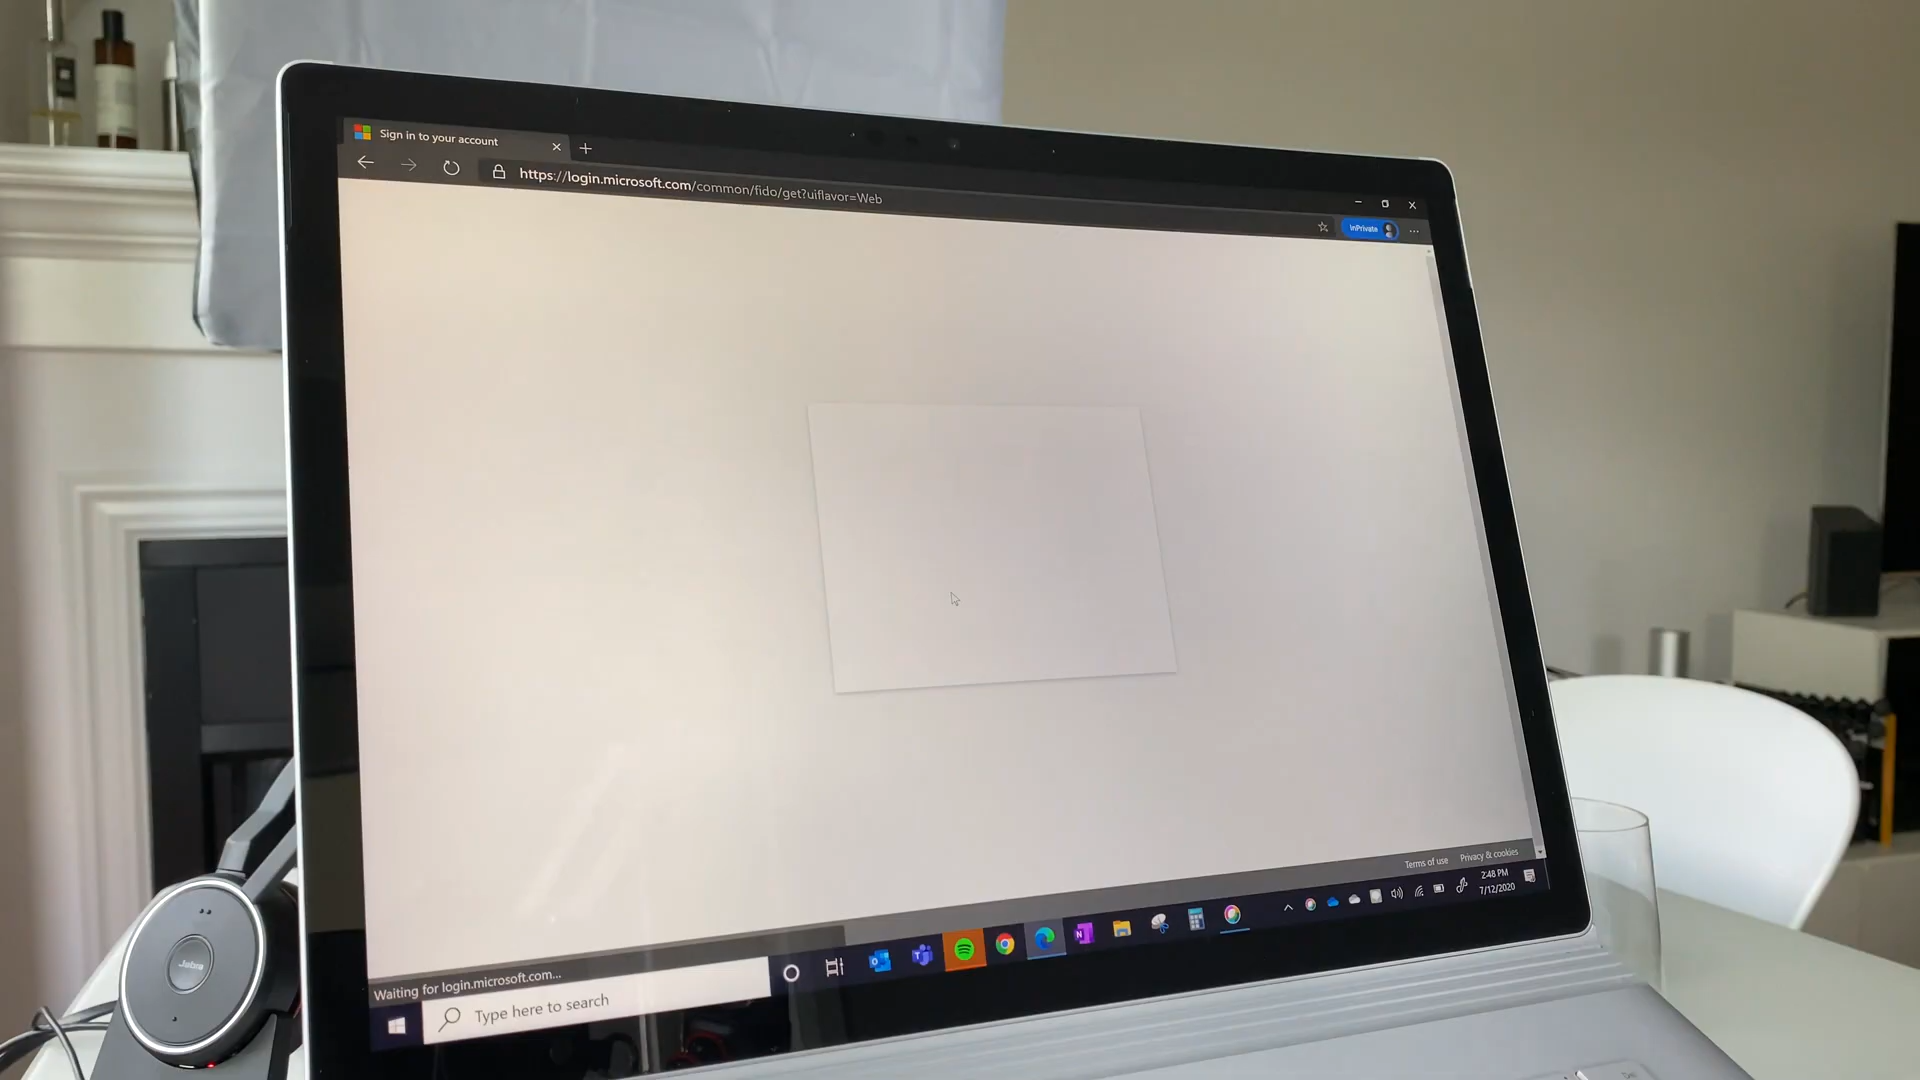 Sign in to your account
https://login.microsoft.com/common/fido/get?uiflavor=Web
InPrivate
Terms of use Privacy & cookies
Waiting for login.microsoft.com...
Type here to search
2:48 PM
7/12/2020
Jabra